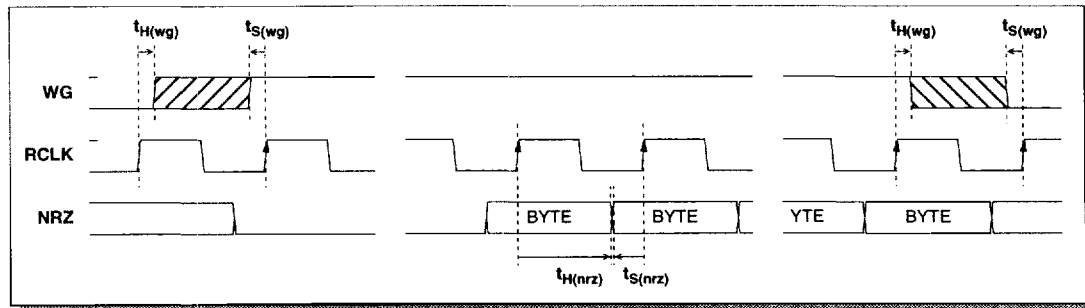 tH(wg) tS(wg) tH(wg) tS(wg)
WG
RCLK
NRZ BYTE BYTE YTE BYTE
tH(nrz) tS(nrz)